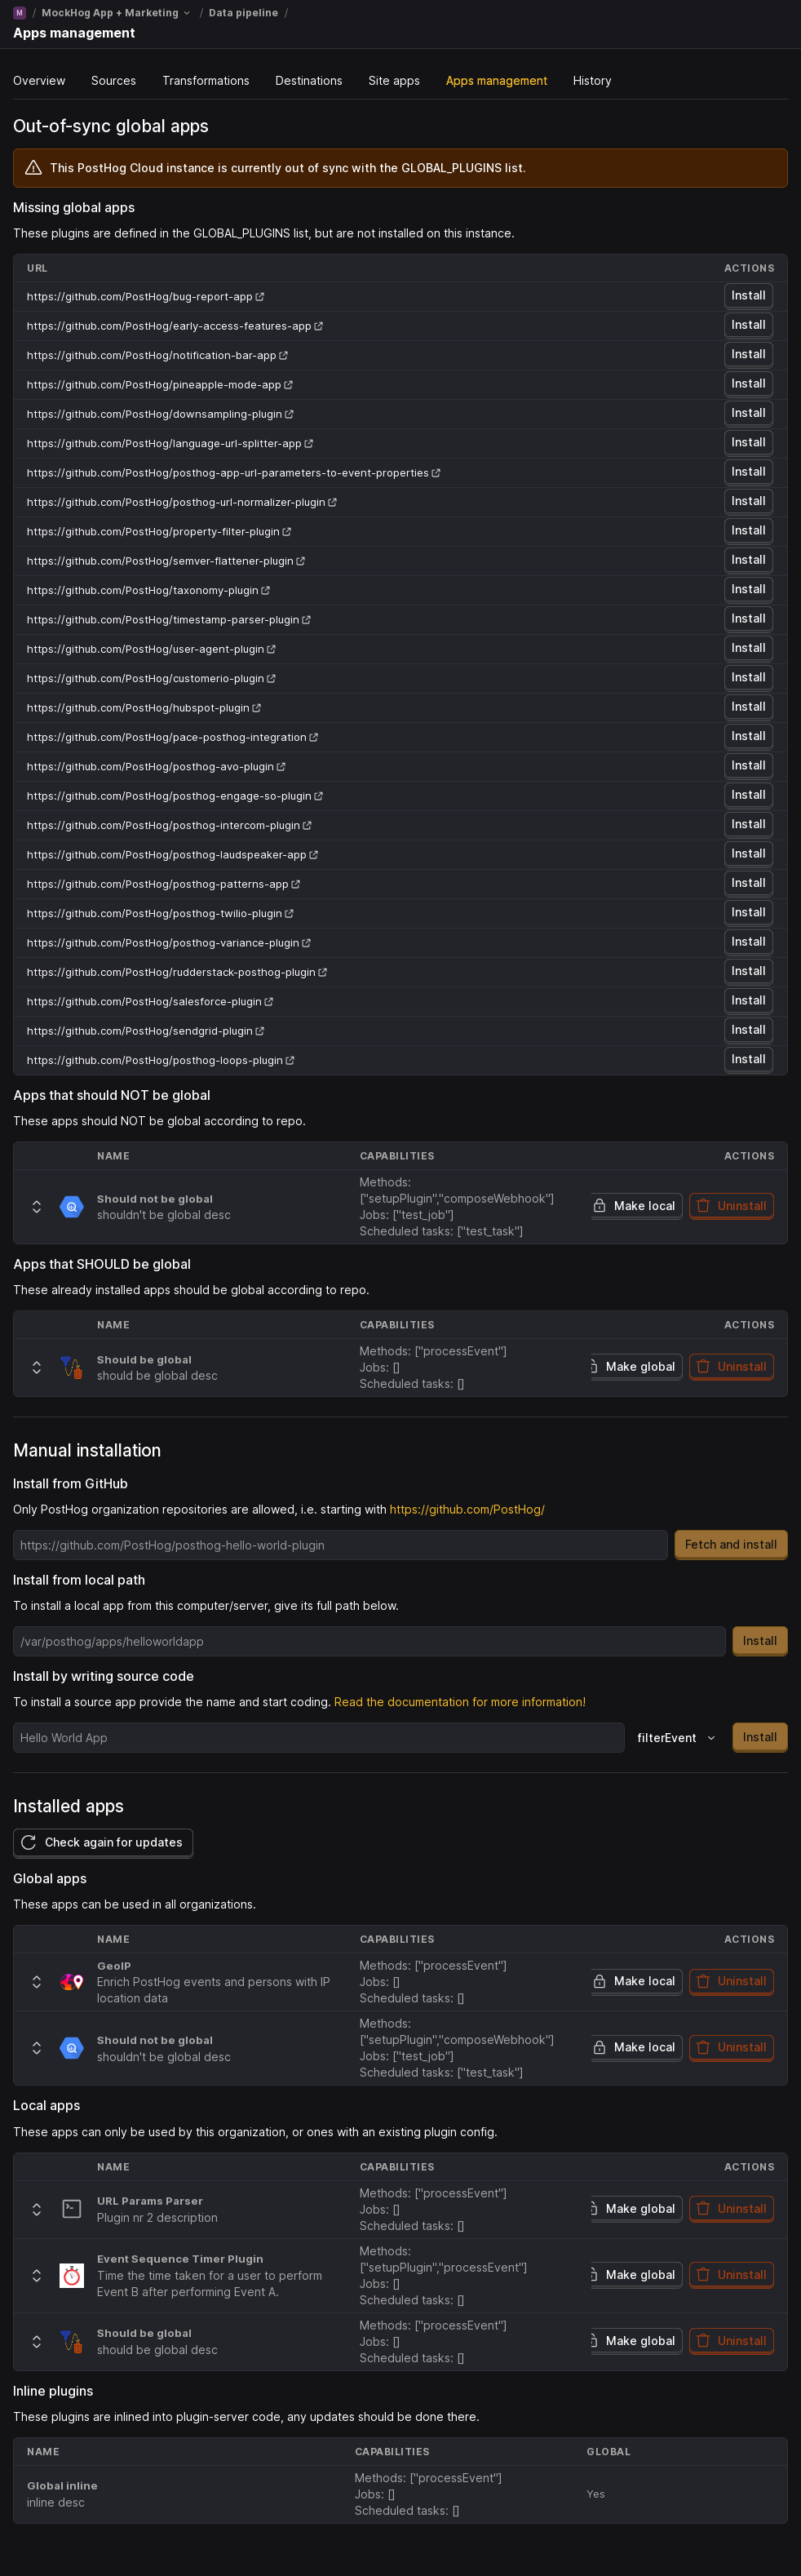 M / MockHog App + Marketing / Data pipeline /
Apps management
Overview Sources Transformations Destinations Site apps Apps management History
Out-of-sync global apps
This PostHog Cloud instance is currently out of sync with the GLOBAL_PLUGINS list.
Missing global apps
These plugins are defined in the GLOBAL_PLUGINS list, but are not installed on this instance.
URL ACTIONS
https://github.com/PostHog/bug-report-app Install
https://github.com/PostHog/early-access-features-app Install
https://github.com/PostHog/notification-bar-app Install
https://github.com/PostHog/pineapple-mode-app Install
https://github.com/PostHog/downsampling-plugin Install
https://github.com/PostHog/language-url-splitter-app Install
https://github.com/PostHog/posthog-app-url-parameters-to-event-properties Install
https://github.com/PostHog/posthog-url-normalizer-plugin Install
https://github.com/PostHog/property-filter-plugin Install
https://github.com/PostHog/semver-flattener-plugin Install
https://github.com/PostHog/taxonomy-plugin Install
https://github.com/PostHog/timestamp-parser-plugin Install
https://github.com/PostHog/user-agent-plugin Install
https://github.com/PostHog/customerio-plugin Install
https://github.com/PostHog/hubspot-plugin Install
https://github.com/PostHog/pace-posthog-integration Install
https://github.com/PostHog/posthog-avo-plugin Install
https://github.com/PostHog/posthog-engage-so-plugin Install
https://github.com/PostHog/posthog-intercom-plugin Install
https://github.com/PostHog/posthog-laudspeaker-app Install
https://github.com/PostHog/posthog-patterns-app Install
https://github.com/PostHog/posthog-twilio-plugin Install
https://github.com/PostHog/posthog-variance-plugin Install
https://github.com/PostHog/rudderstack-posthog-plugin Install
https://github.com/PostHog/salesforce-plugin Install
https://github.com/PostHog/sendgrid-plugin Install
https://github.com/PostHog/posthog-loops-plugin Install
Apps that should NOT be global
These apps should NOT be global according to repo.
NAME CAPABILITIES ACTIONS
Should not be global
shouldn't be global desc
Methods:
["setupPlugin","composeWebhook"]
Jobs: ["test_job"]
Scheduled tasks: ["test_task"]
Make local Uninstall
Apps that SHOULD be global
These already installed apps should be global according to repo.
NAME CAPABILITIES ACTIONS
Should be global
should be global desc
Methods: ["processEvent"]
Jobs: []
Scheduled tasks: []
Make global Uninstall
Manual installation
Install from GitHub
Only PostHog organization repositories are allowed, i.e. starting with https://github.com/PostHog/
https://github.com/PostHog/posthog-hello-world-plugin Fetch and install
Install from local path
To install a local app from this computer/server, give its full path below.
/var/posthog/apps/helloworldapp Install
Install by writing source code
To install a source app provide the name and start coding. Read the documentation for more information!
Hello World App filterEvent Install
Installed apps
Check again for updates
Global apps
These apps can be used in all organizations.
NAME CAPABILITIES ACTIONS
GeoIP
Enrich PostHog events and persons with IP
location data
Methods: ["processEvent"]
Jobs: []
Scheduled tasks: []
Make local Uninstall
Should not be global
shouldn't be global desc
Methods:
["setupPlugin","composeWebhook"]
Jobs: ["test_job"]
Scheduled tasks: ["test_task"]
Make local Uninstall
Local apps
These apps can only be used by this organization, or ones with an existing plugin config.
NAME CAPABILITIES ACTIONS
URL Params Parser
Plugin nr 2 description
Methods: ["processEvent"]
Jobs: []
Scheduled tasks: []
Make global Uninstall
Event Sequence Timer Plugin
Time the time taken for a user to perform
Event B after performing Event A.
Methods:
["setupPlugin","processEvent"]
Jobs: []
Scheduled tasks: []
Make global Uninstall
Should be global
should be global desc
Methods: ["processEvent"]
Jobs: []
Scheduled tasks: []
Make global Uninstall
Inline plugins
These plugins are inlined into plugin-server code, any updates should be done there.
NAME CAPABILITIES GLOBAL
Global inline
inline desc
Methods: ["processEvent"]
Jobs: []
Scheduled tasks: []
Yes